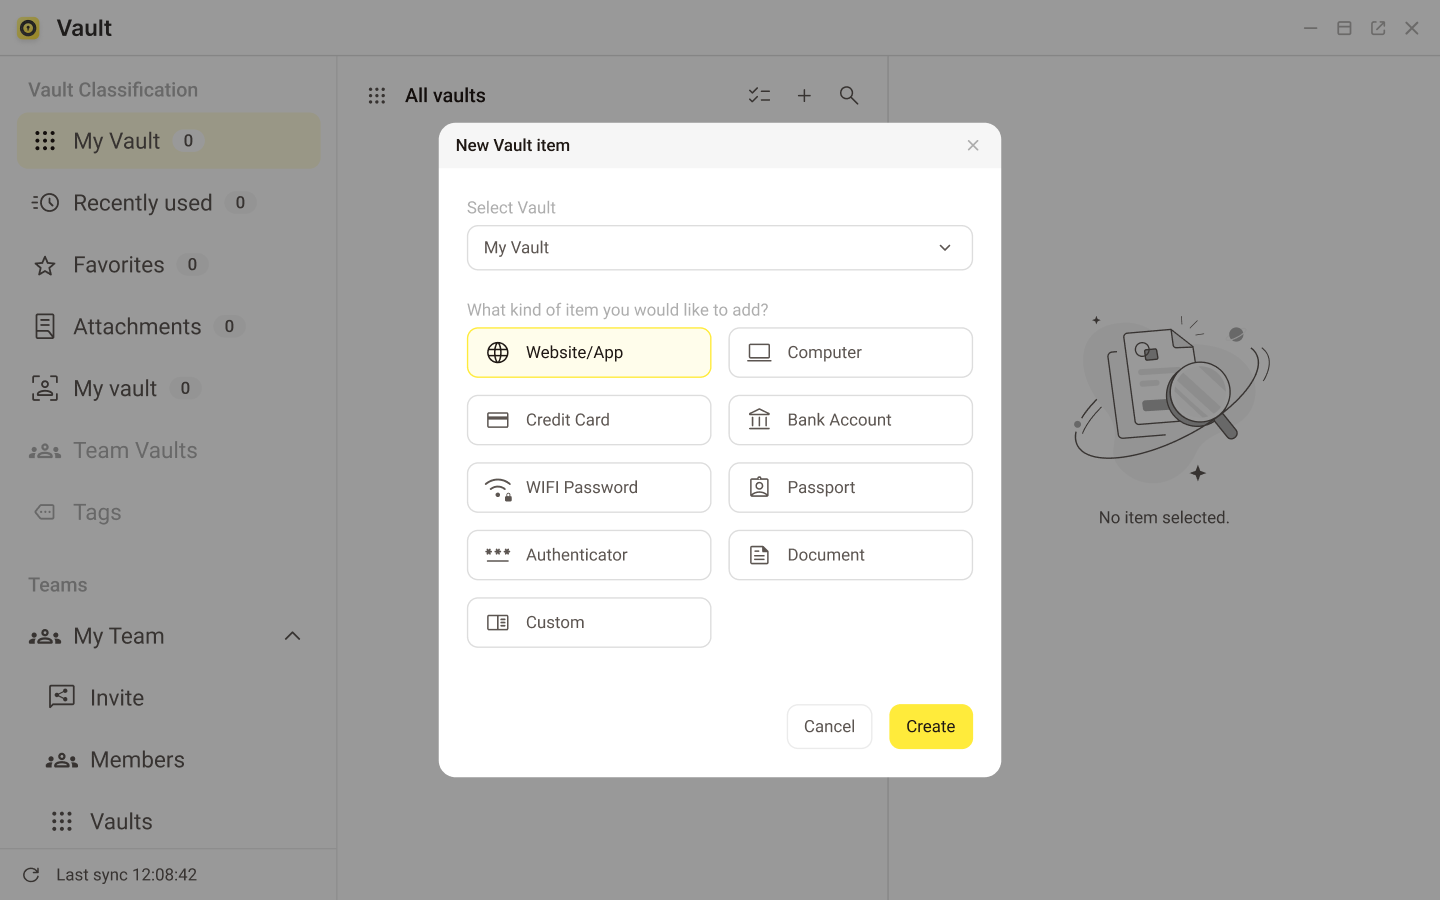 Vault
Vault Classification
My Vault 0
Recently used 0
Favorites 0
Attachments 0
My vault 0
Team Vaults
Tags
Teams
My Team
Invite
Members
Vaults
Last sync 12:08:42
All vaults
New Vault item
Select Vault
My Vault
What kind of item you would like to add?
Website/App
Computer
Credit Card
Bank Account
WIFI Password
Passport
Authenticator
Document
Custom
Cancel
Create
No item selected.